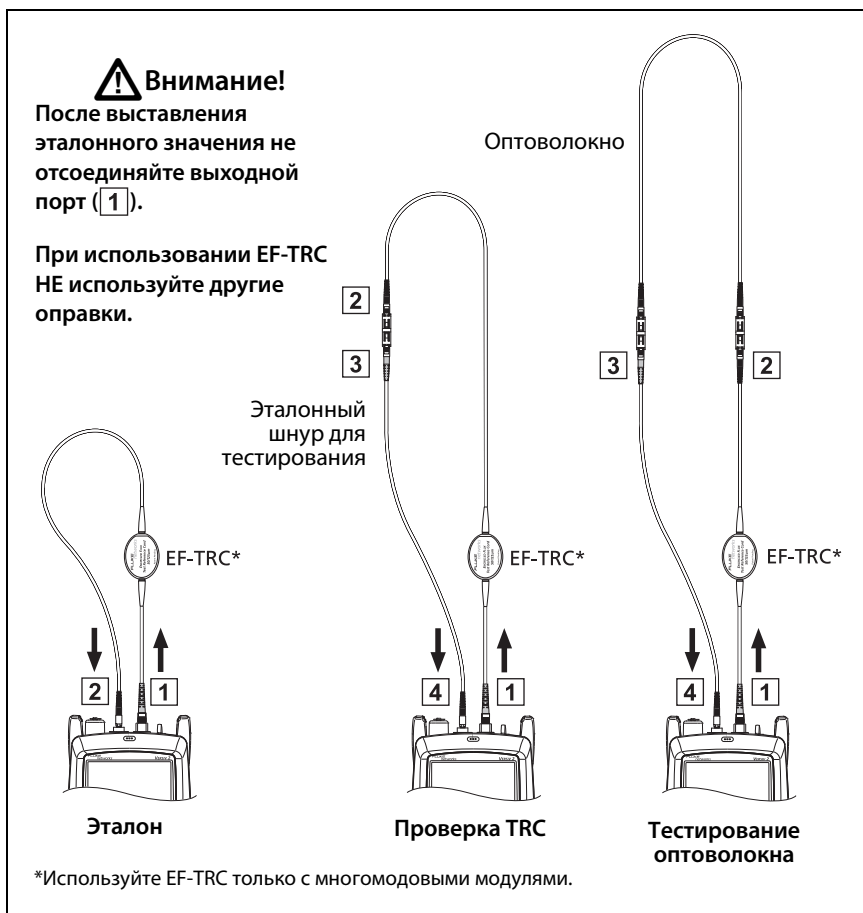 Внимание!
После выставления
эталонного значения не
отсоединяйте выходной
порт (1).
При использовании EF-TRC
НЕ используйте другие
оправки.
Оптоволокно
2
3
Эталонный
шнур для
тестирования
3
2
EF-TRC*
EF-TRC*
EF-TRC*
2
1
4
1
4
1
Эталон
Проверка TRC
Тестирование
оптоволокна
*Используйте EF-TRC только с многомодовыми модулями.